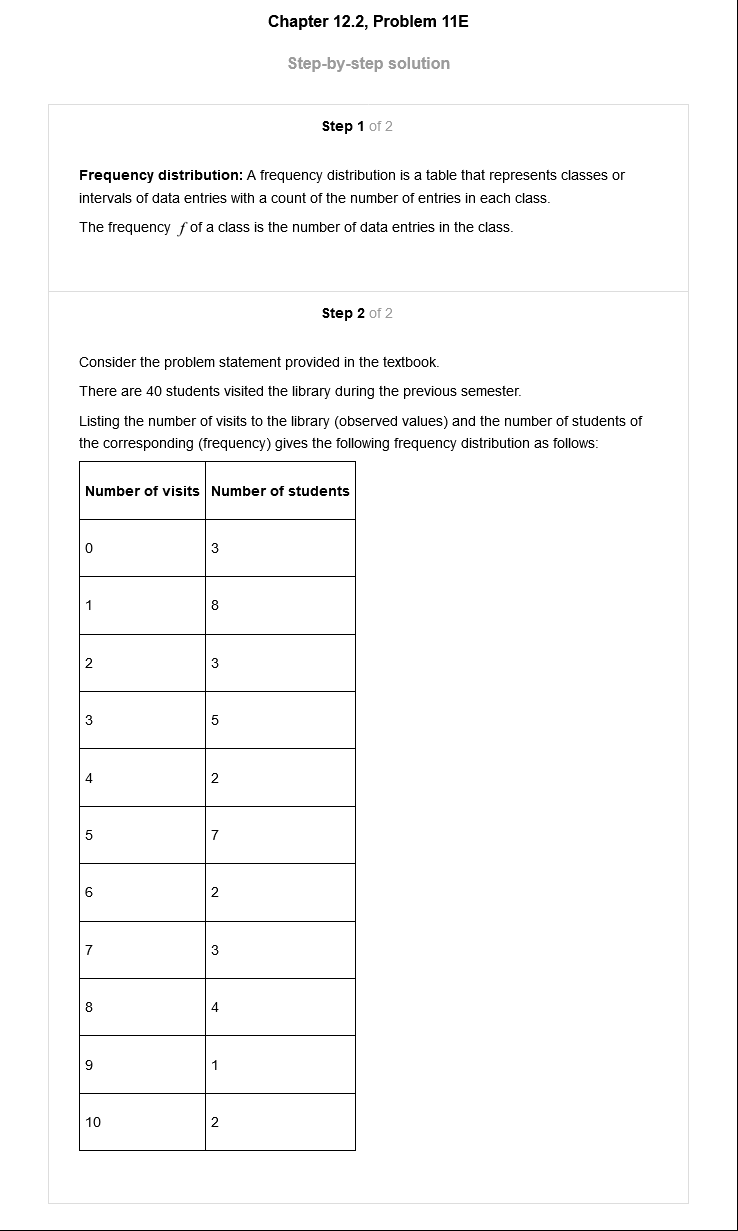 Chapter 12.2, Problem 11E
Step-by-step solution
Step 1 of 2
Frequency distribution: A frequency distribution is a table that represents classes or
intervals of data entries with a count of the number of entries in each class.
The frequency f of a class is the number of data entries in the class.
Step 2 of 2
Consider the problem statement provided in the textbook.
There are 40 students visited the library during the previous semester.
Listing the number of visits to the library (observed values) and the number of students of
the corresponding (frequency) gives the following frequency distribution as follows:
Number of visits Number of students
0 3
1 8
2 3
3 5
4 2
5 7
6 2
7 3
8 4
9 1
10 2